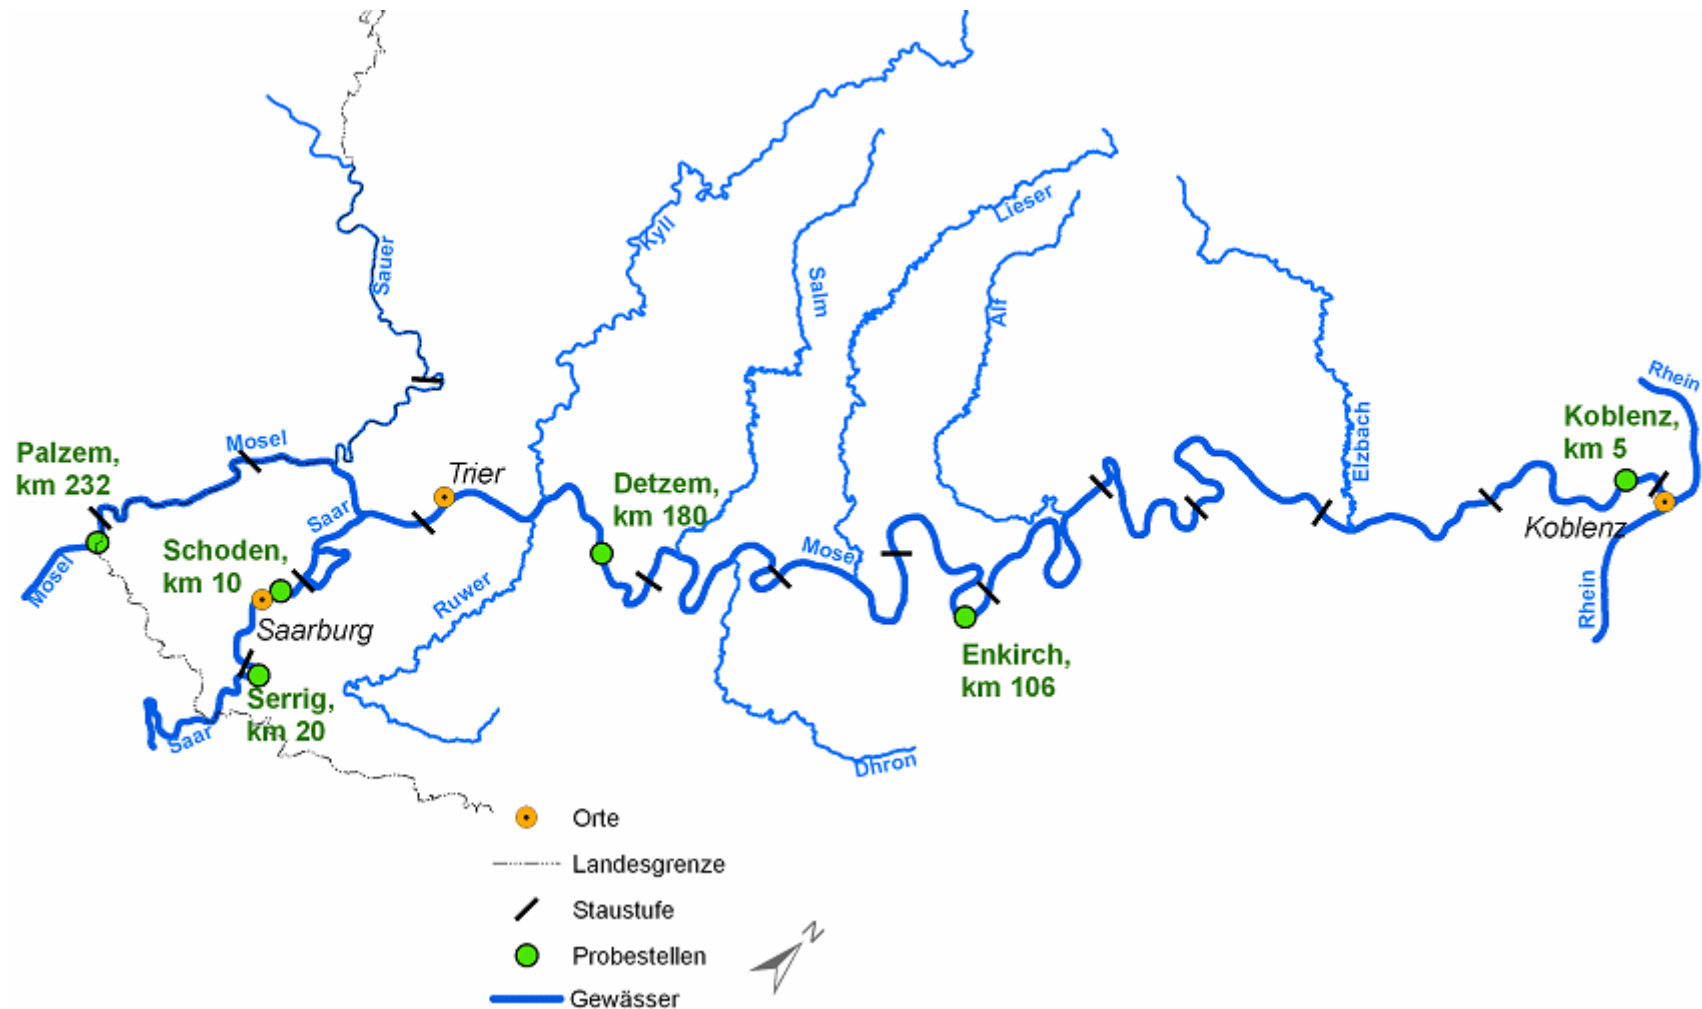 Rhein
Koblenz,
km 5
Koblenz
Rhein
Elzbach
Alf
Lieser
Salm
Kyll
Sauer
Mosel
Palzem,
km 232
Mosel
Trier
Saar
Detzem,
km 180
Schoden,
km 10
Saarburg
Ruwer
Mosel
Enkirch,
km 106
Serrig,
km 20
Saar
Dhron
Orte
Landesgrenze
Staustufe
Probestellen
Gewässer
N